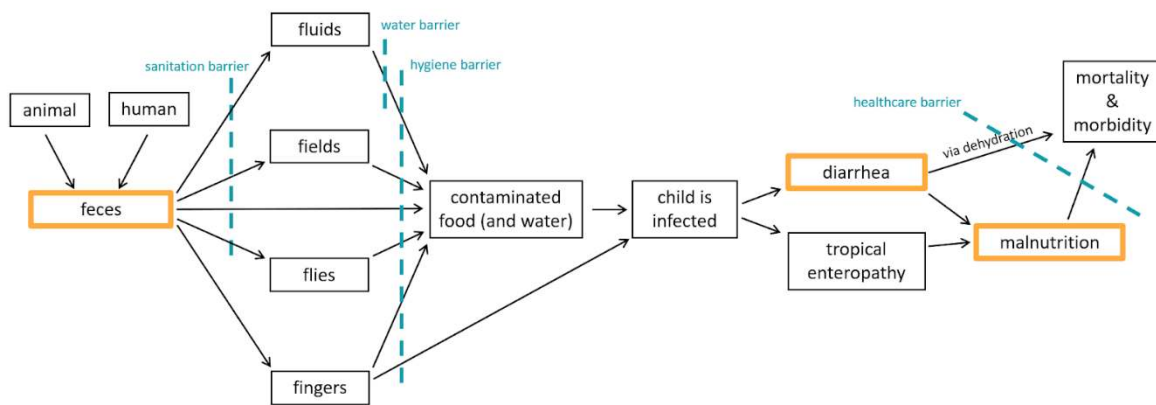 fluids
water barrier
sanitation barrier
hygiene barrier
animal
human
fields
feces
contaminated
food (and water)
flies
fingers
child is
infected
healthcare barrier
mortality
&
morbidity
via dehydration
diarrhea
tropical
enteropathy
malnutrition